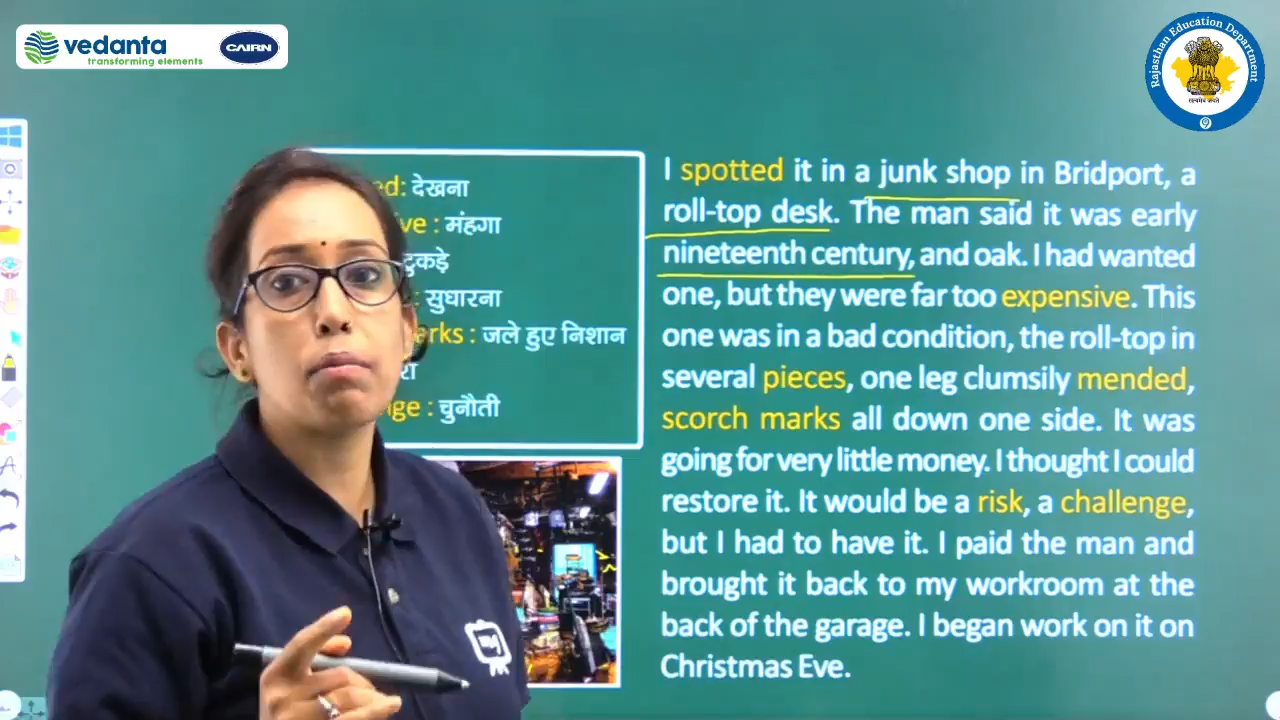 vedanta
transforming elements
CAIRN
Rajasthan Education Department
सत्यमेव जयते
देखना
मंहगा
टुकड़े
: सुधारना
: जले हुए निशान
: चुनौती
I spotted it in a junk shop in Bridport, a
roll-top desk. The man said it was early
nineteenth century, and oak. I had wanted
one, but they were far too expensive. This
one was in a bad condition, the roll-top in
several pieces, one leg clumsily mended,
scorch marks all down one side. It was
going for very little money. I thought I could
restore it. It would be a risk, a challenge,
but I had to have it. I paid the man and
brought it back to my workroom at the
back of the garage. I began work on it on
Christmas Eve.